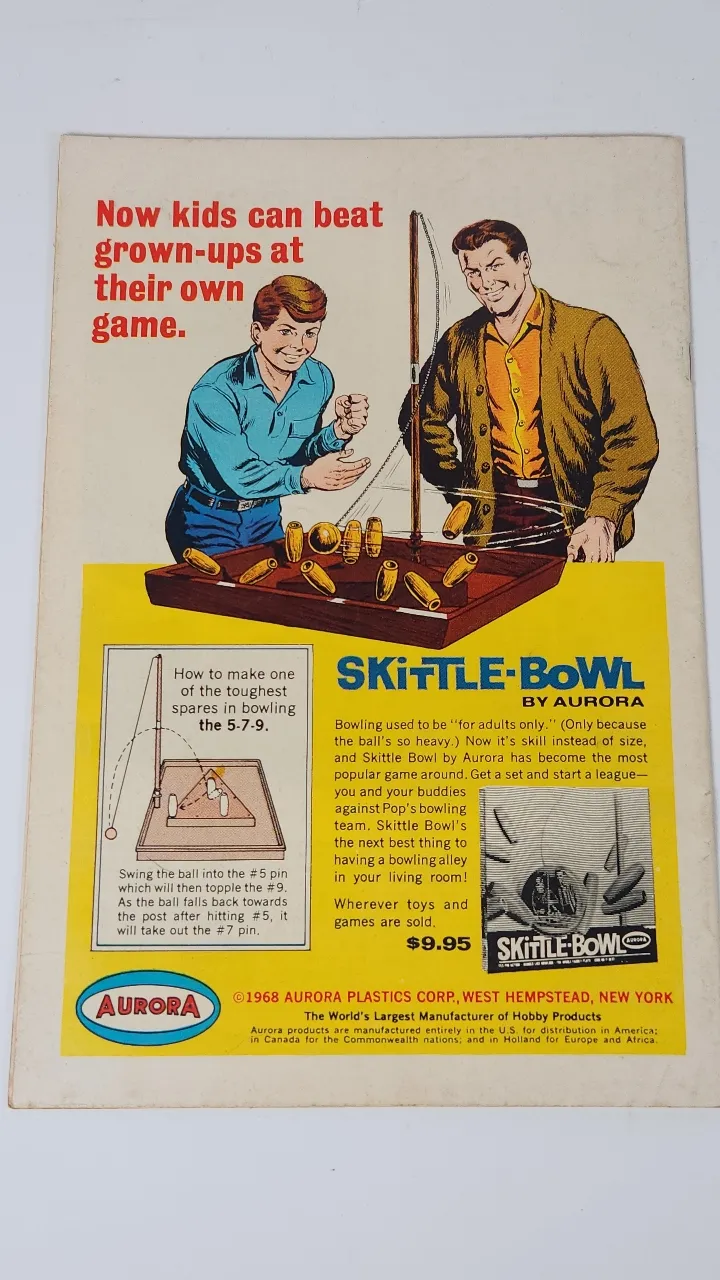 Now kids can beat
grown-ups at
their own
game.
How to make one
of the toughest
spares in bowling
the 5-7-9.
Swing the ball into the #5 pin
which will then topple the #9.
As the ball falls back towards
the post after hitting #5, it
will take out the #7 pin.
SKiTTLE-BoWL
BY AURORA
Bowling used to be "for adults only." (Only because
the ball's so heavy.) Now it's skill instead of size,
and Skittle Bowl by Aurora has become the most
popular game around. Get a set and start a league—
you and your buddies
against Pop's bowling
team. Skittle Bowl's
the next best thing to
having a bowling alley
in your living room!
Wherever toys and
games are sold.
$9.95
SKiTTLE-BoWL
AURORA
AURORA
©1968 AURORA PLASTICS CORP., WEST HEMPSTEAD, NEW YORK
The World's Largest Manufacturer of Hobby Products
Aurora products are manufactured entirely in the U.S. for distribution in America;
in Canada for the Commonwealth nations; and in Holland for Europe and Africa.